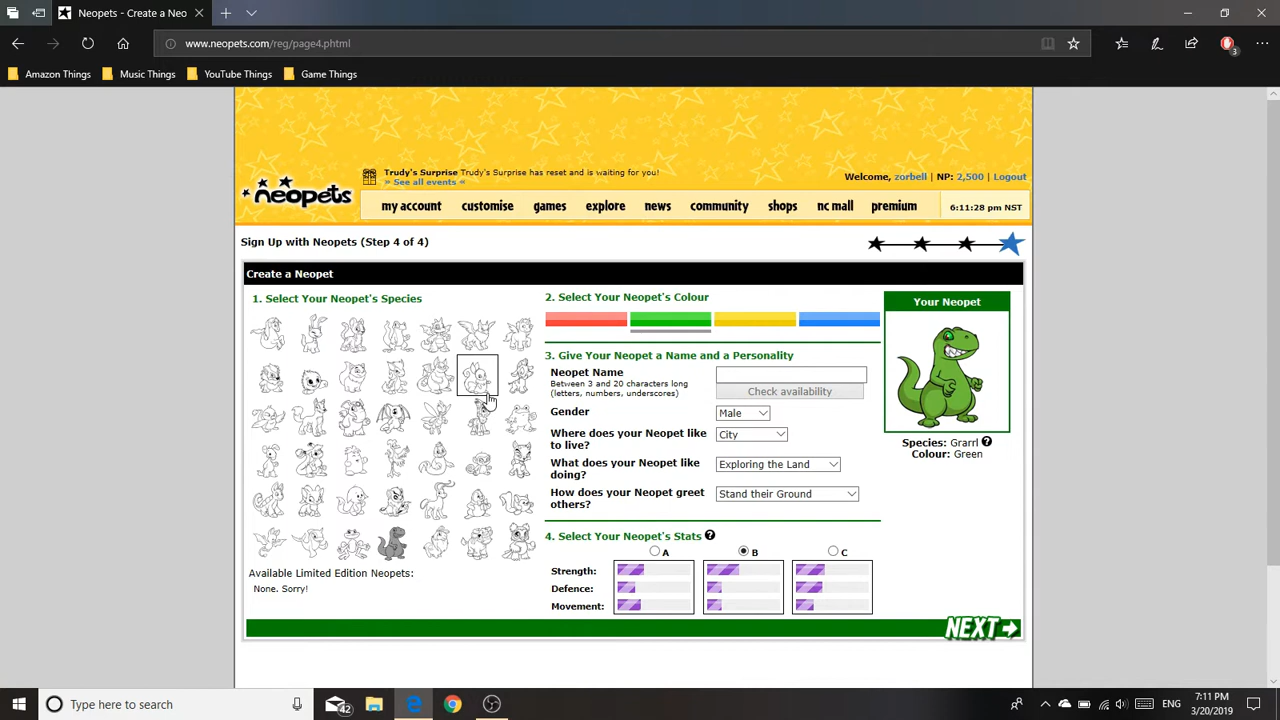 Neopets - Create a Neo
www.neopets.com/reg/page4.phtml
3
Amazon Things
Music Things
YouTube Things
Game Things
Trudy's Surprise Trudy's Surprise has reset and is waiting for you!
» See all events «
Welcome, zorbell | NP: 2,500 | Logout
neopets
my account
customise
games
explore
news
community
shops
nc mall
premium
6:11:28 pm NST
Sign Up with Neopets (Step 4 of 4)
Create a Neopet
1. Select Your Neopet's Species
2. Select Your Neopet's Colour
Your Neopet
3. Give Your Neopet a Name and a Personality
Neopet Name
Between 3 and 20 characters long
(letters, numbers, underscores)
Check availability
Gender
Male
Where does your Neopet like
to live?
City
What does your Neopet like
doing?
Exploring the Land
How does your Neopet greet
others?
Stand their Ground
Species: Grarrl ?
Colour: Green
4. Select Your Neopet's Stats ?
A
B
C
Strength:
Defence:
Movement:
Available Limited Edition Neopets:
None. Sorry!
NEXT
Type here to search
42
ENG
7:11 PM
3/20/2019